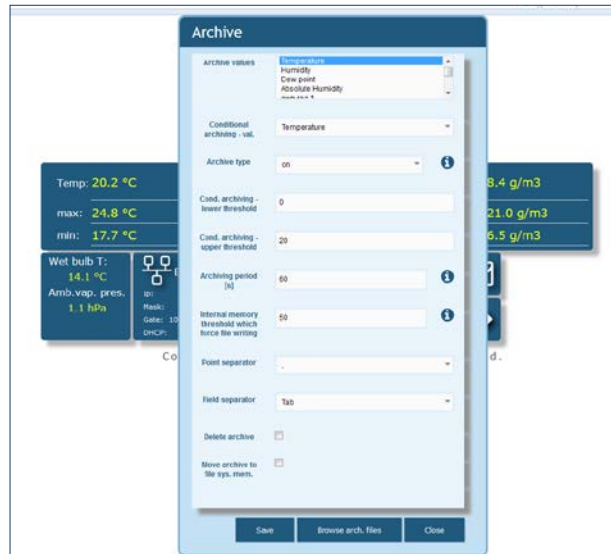 Archive
Archive values
Temperature
Humidity
Dew point
Absolute Humidity
Conditional
archiving - val.
Temperature
Archive type
on
Cond. archiving -
lower threshold
0
Cond. archiving -
upper threshold
20
Archiving period
[s]
60
Internal memory
threshold which
force file writing
50
Point separator
.
Field separator
Tab
Delete archive
Move archive to
file sys. mem.
Save
Browse arch. files
Close
Temp: 20.2 °C
max: 24.8 °C
min: 17.7 °C
8.4 g/m3
21.0 g/m3
6.5 g/m3
Wet bulb T:
14.1 °C
Amb.vap. pres.
1.1 hPa
ID:
Mask:
Gate: 10
DHCP:
Co
d.